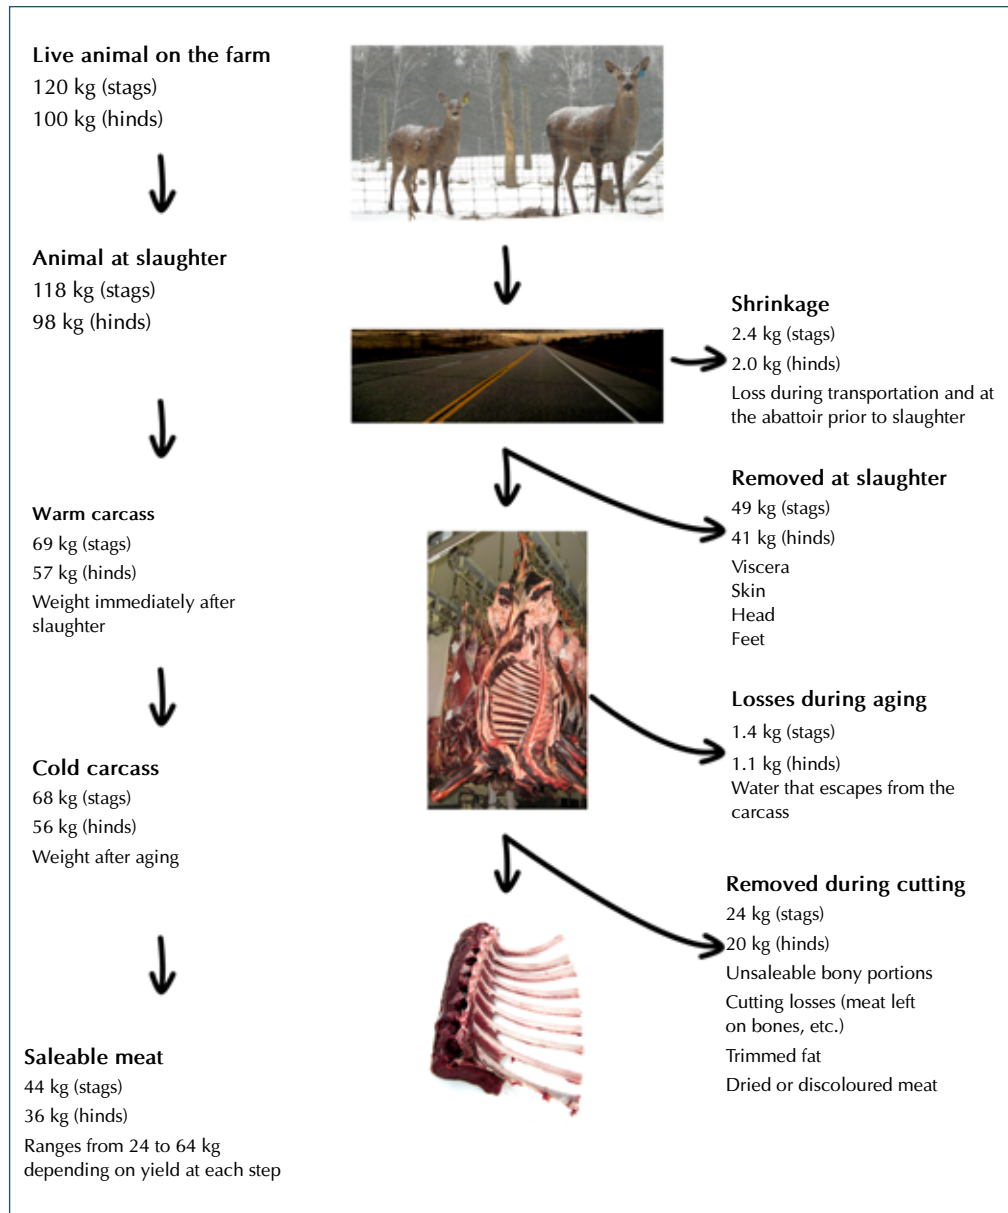 Live animal on the farm
120 kg (stags)
100 kg (hinds)
Animal at slaughter
118 kg (stags)
98 kg (hinds)
Shrinkage
2.4 kg (stags)
2.0 kg (hinds)
Loss during transportation and at
the abattoir prior to slaughter
Removed at slaughter
49 kg (stags)
41 kg (hinds)
Viscera
Skin
Head
Feet
Warm carcass
69 kg (stags)
57 kg (hinds)
Weight immediately after
slaughter
Losses during aging
1.4 kg (stags)
1.1 kg (hinds)
Water that escapes from the
carcass
Cold carcass
68 kg (stags)
56 kg (hinds)
Weight after aging
Removed during cutting
24 kg (stags)
20 kg (hinds)
Unsaleable bony portions
Cutting losses (meat left
on bones, etc.)
Trimmed fat
Dried or discoloured meat
Saleable meat
44 kg (stags)
36 kg (hinds)
Ranges from 24 to 64 kg
depending on yield at each step